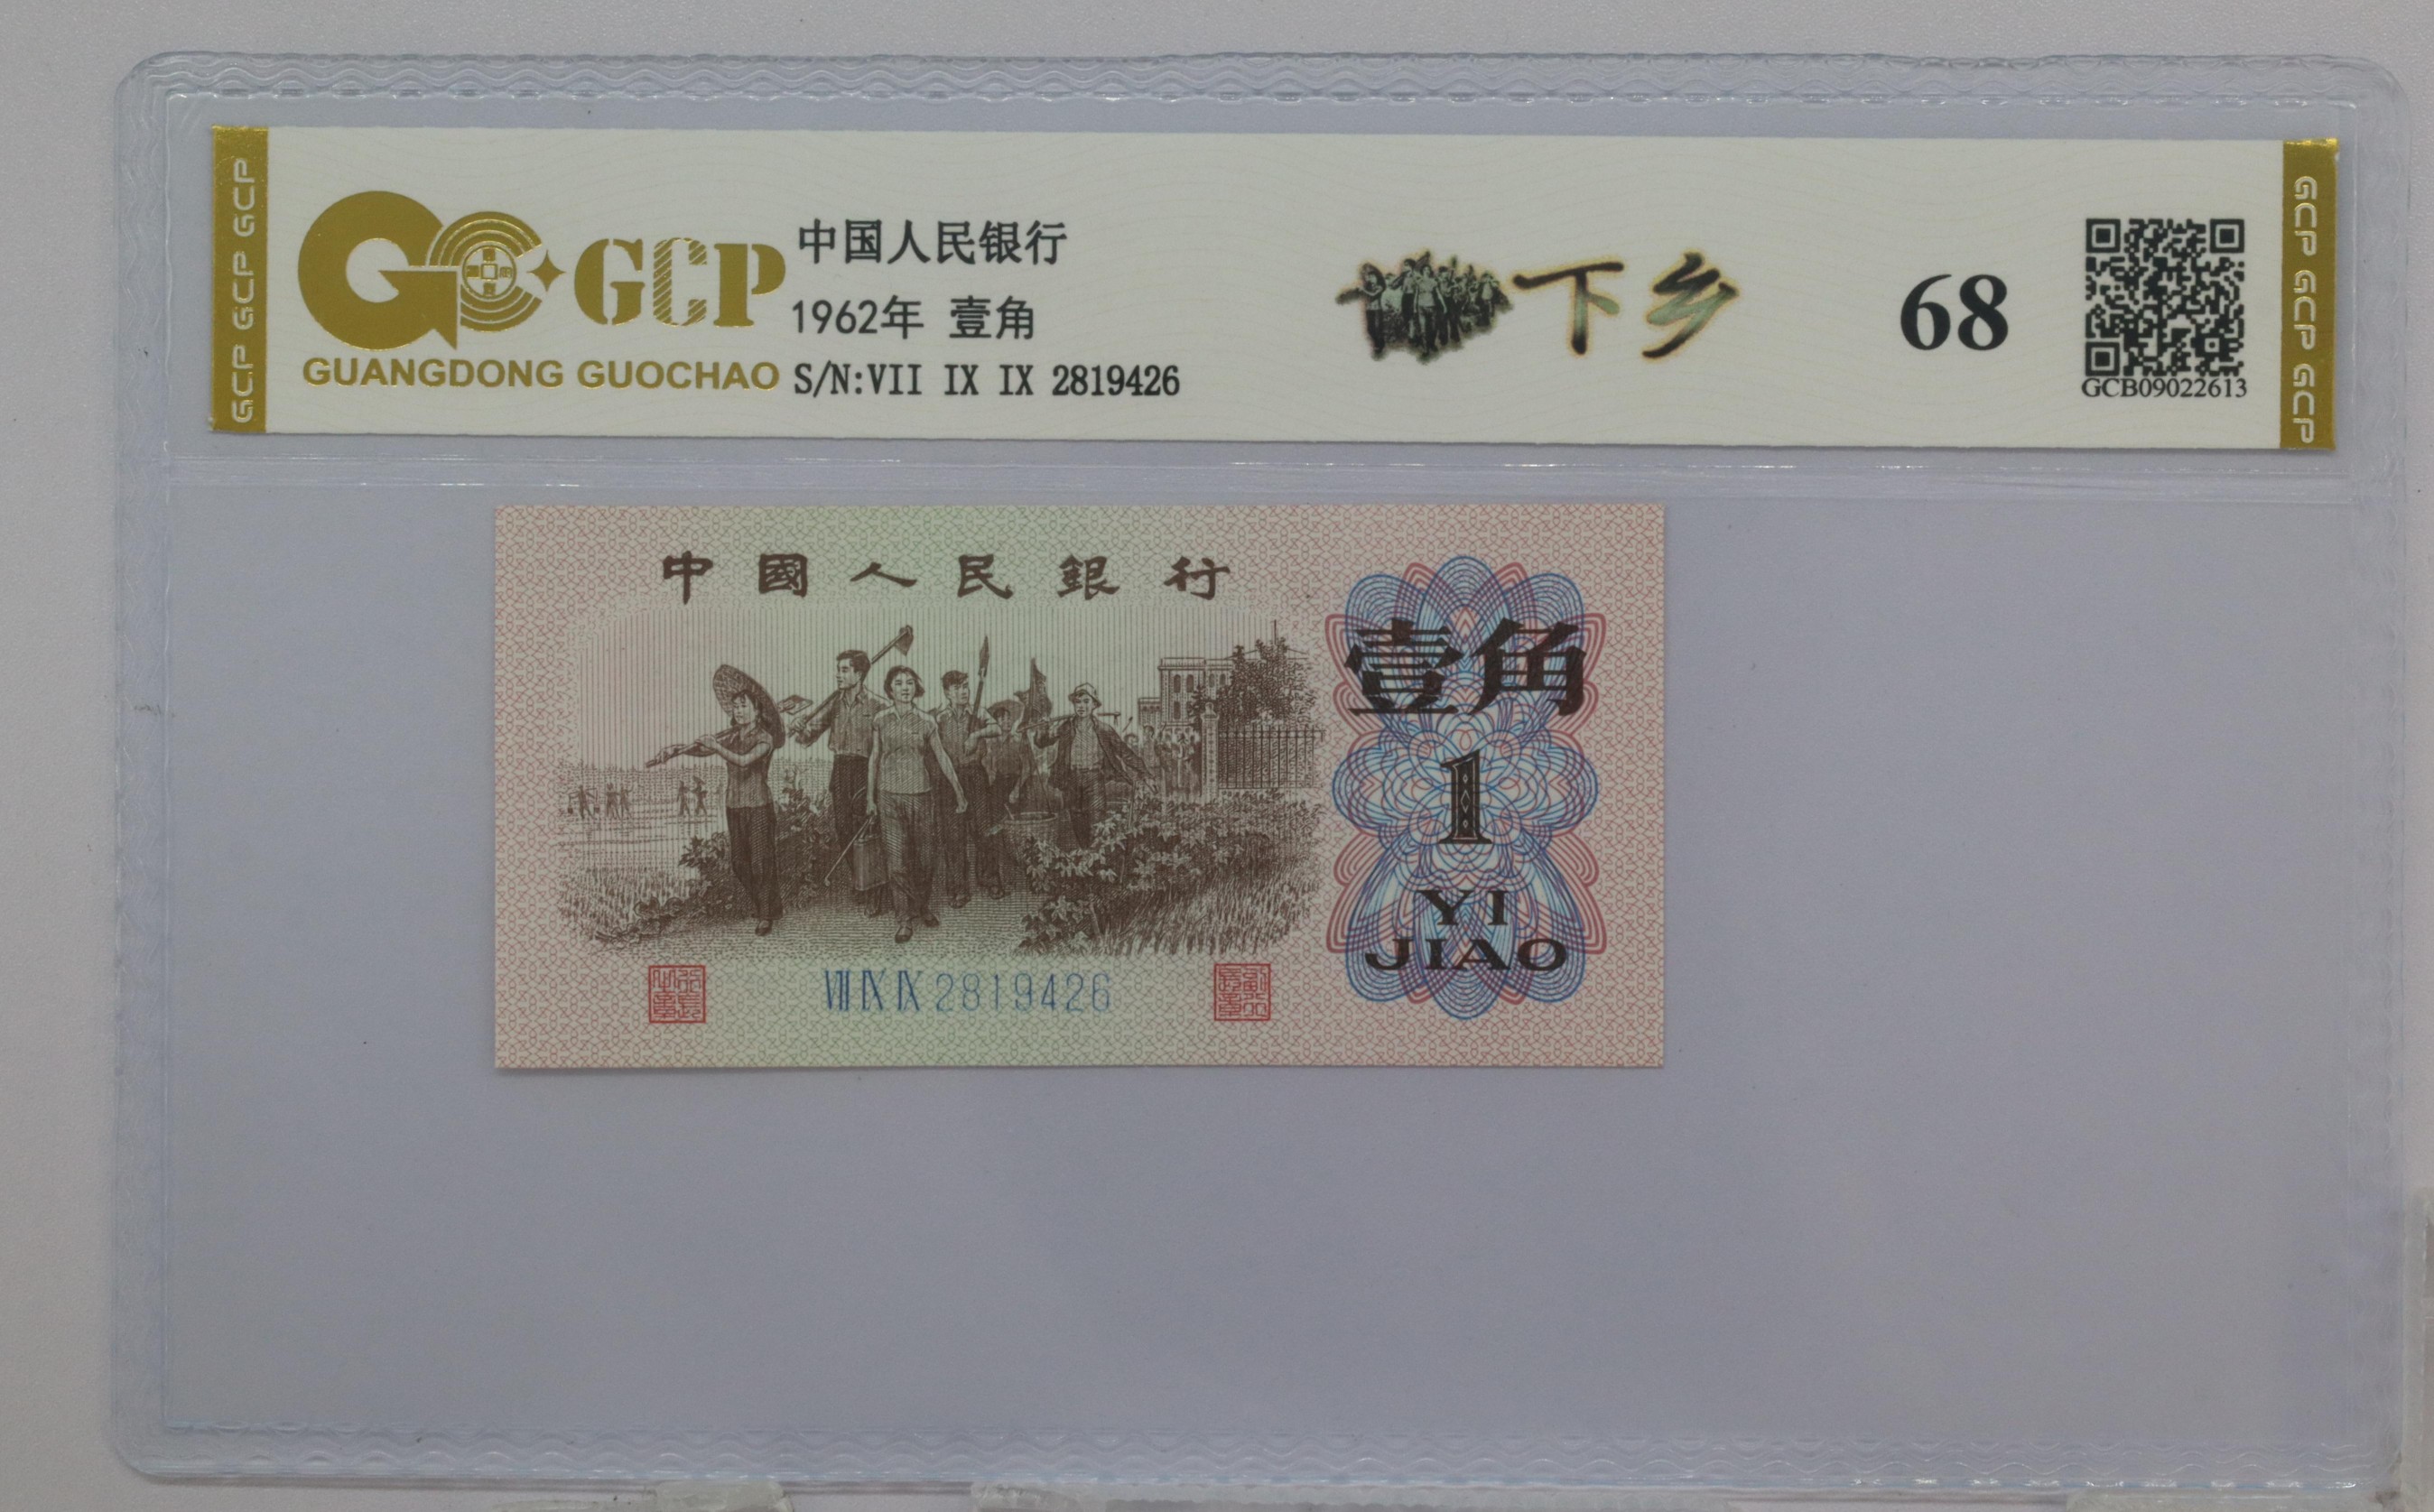 GCP GCP GCP
GCP
GUANGDONG GUOCHAO
中国人民银行
1962年 壹角
S/N:VII IX IX 2819426
下乡
68
GCB09022613
GCP GCP GCP
中國人民銀行
壹角
1
YI
JIAO
VII IX IX 2819426